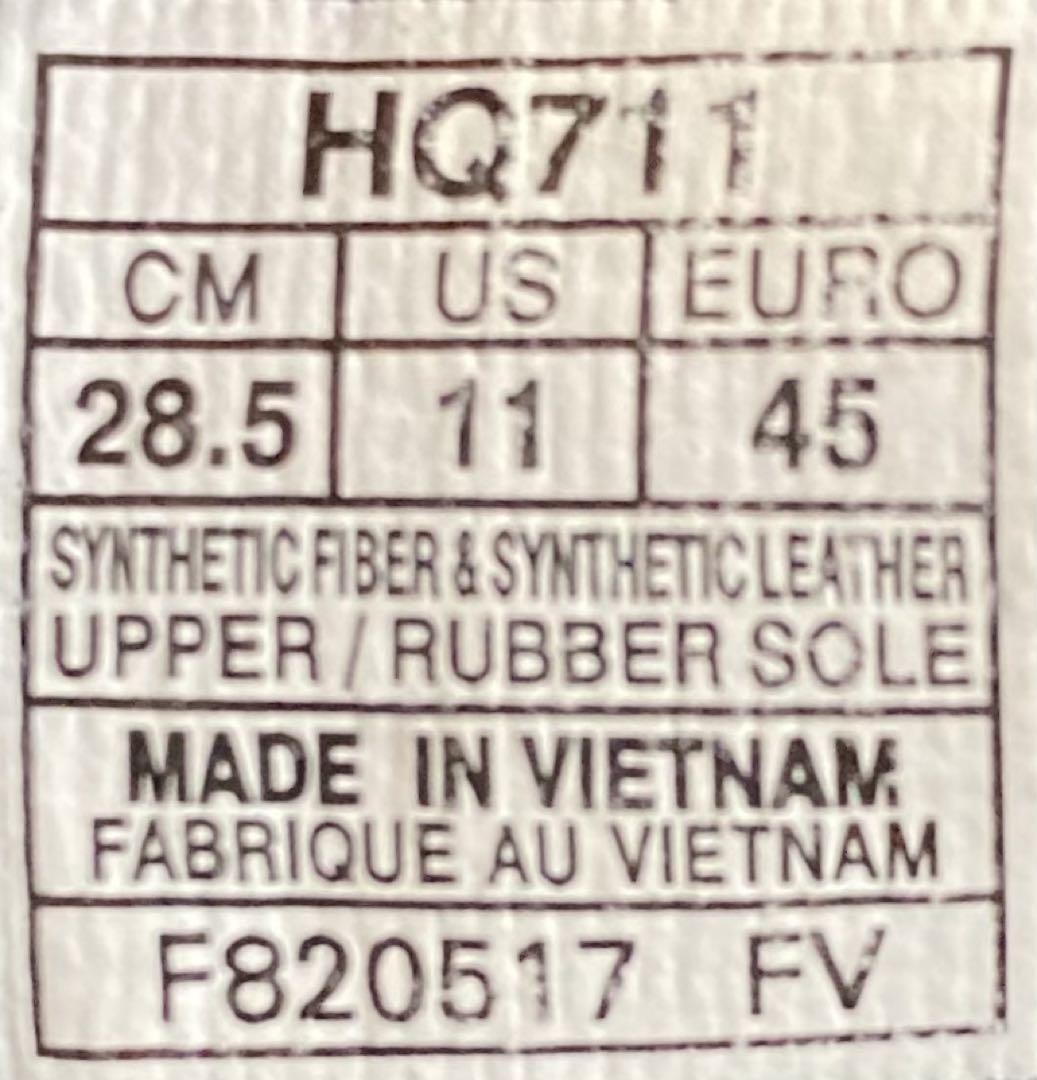 HQ711
CM US EURO
28.5 11 45
SYNTHETIC FIBER & SYNTHETIC LEATHER
UPPER / RUBBER SOLE
MADE IN VIETNAM
FABRIQUE AU VIETNAM
F820517 FV